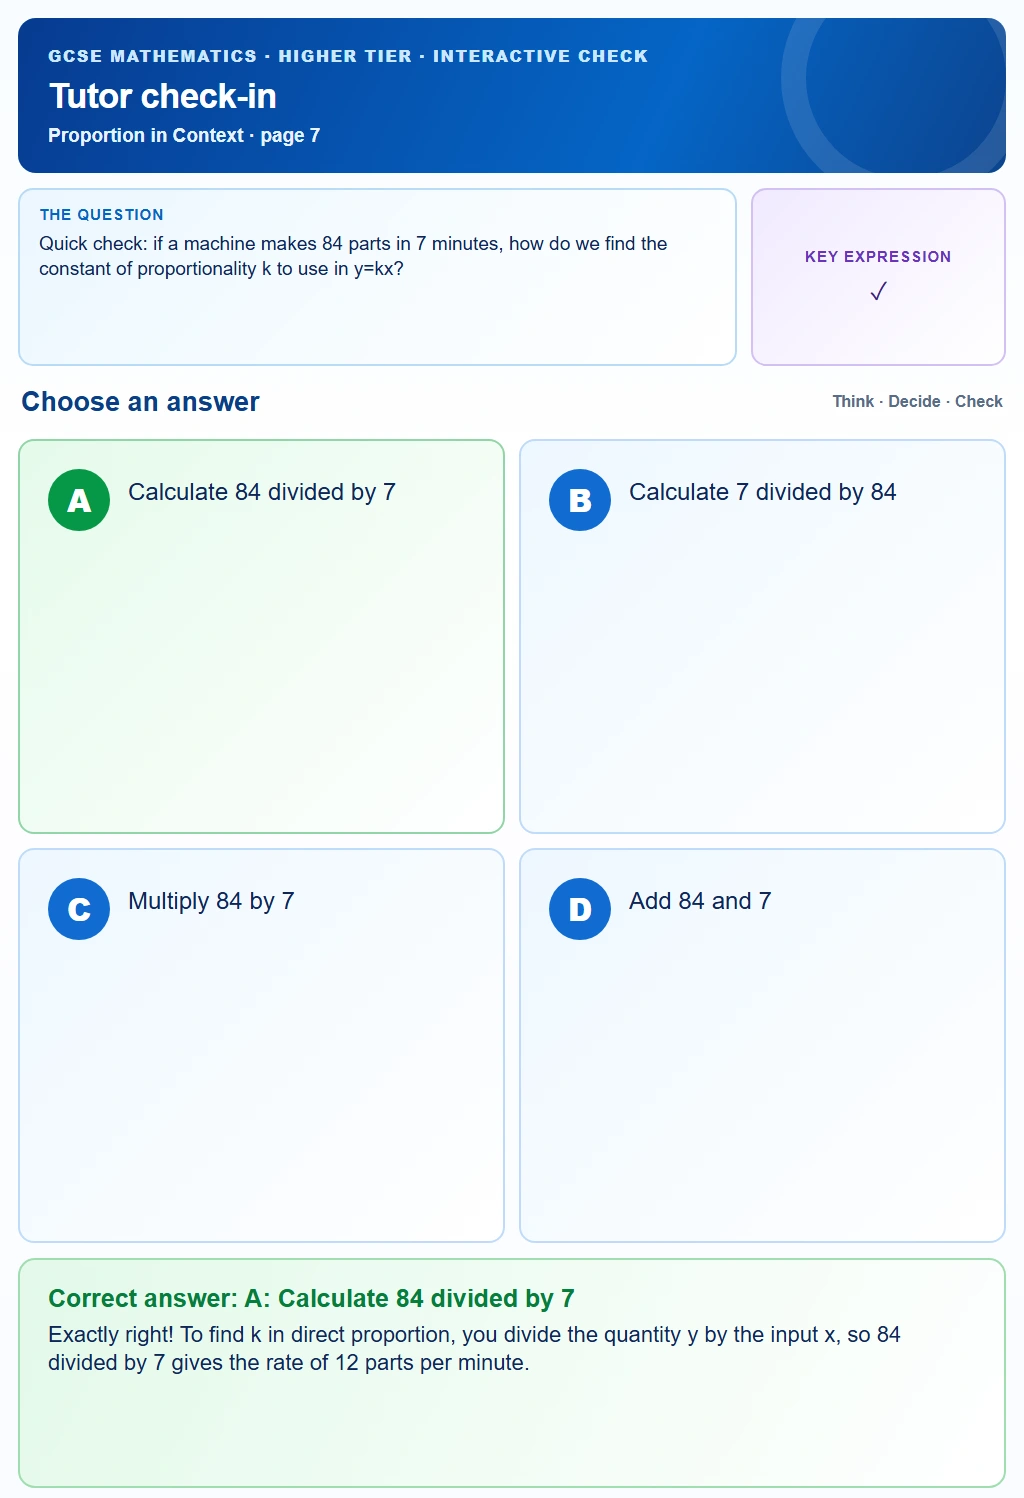 GCSE MATHEMATICS · HIGHER TIER · INTERACTIVE CHECK
Tutor check-in
Proportion in Context · page 7
THE QUESTION
Quick check: if a machine makes 84 parts in 7 minutes, how do we find the
constant of proportionality k to use in y=kx?
KEY EXPRESSION
✓
Choose an answer
Think · Decide · Check
A
Calculate 84 divided by 7
B
Calculate 7 divided by 84
C
Multiply 84 by 7
D
Add 84 and 7
Correct answer: A: Calculate 84 divided by 7
Exactly right! To find k in direct proportion, you divide the quantity y by the input x, so 84
divided by 7 gives the rate of 12 parts per minute.